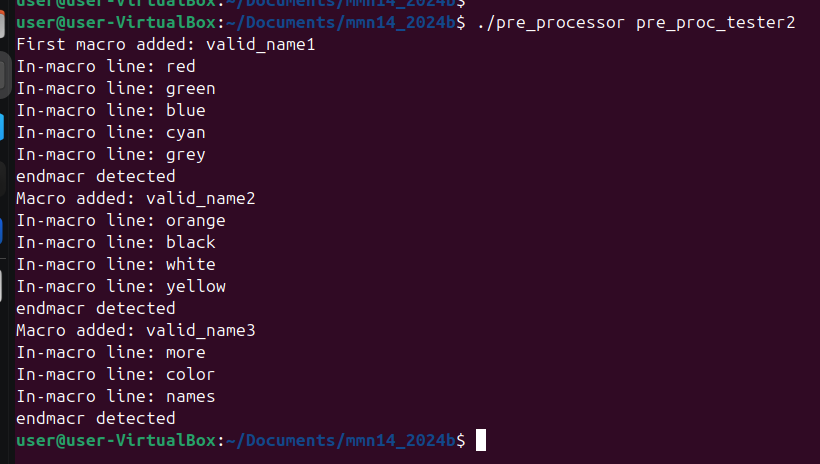 user@user-VirtualBox:~/Documents/mmn14_2024b$
user@user-VirtualBox:~/Documents/mmn14_2024b$ ./pre_processor pre_proc_tester2
First macro added: valid_name1
In-macro line: red
In-macro line: green
In-macro line: blue
In-macro line: cyan
In-macro line: grey
endmacr detected
Macro added: valid_name2
In-macro line: orange
In-macro line: black
In-macro line: white
In-macro line: yellow
endmacr detected
Macro added: valid_name3
In-macro line: more
In-macro line: color
In-macro line: names
endmacr detected
user@user-VirtualBox:~/Documents/mmn14_2024b$